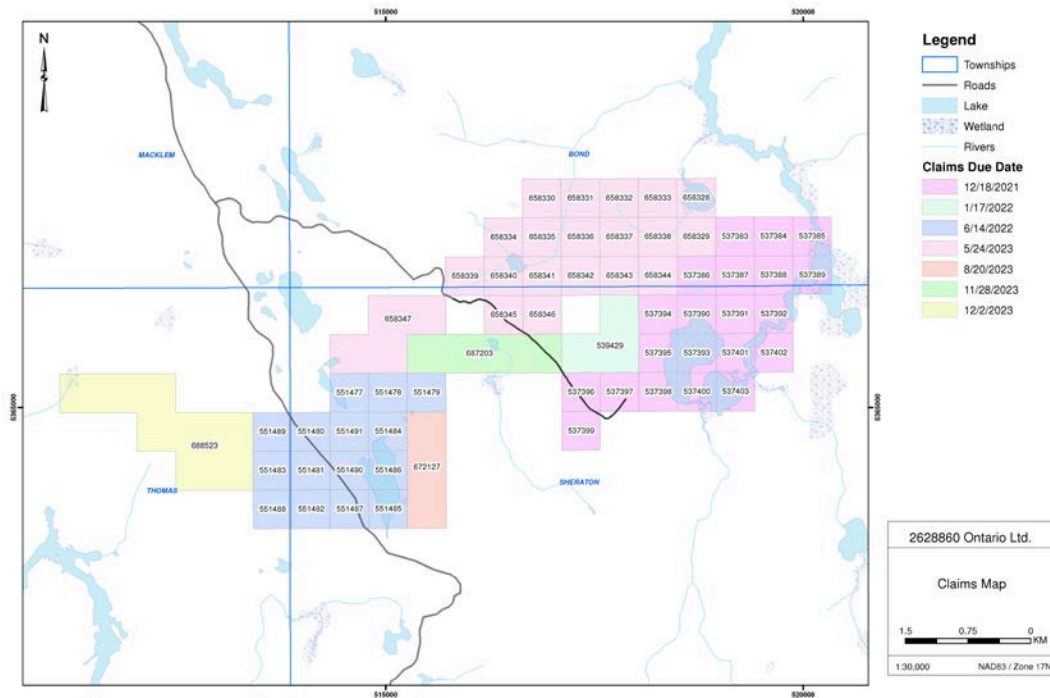 515000
520000
N
MACKLEM
BOND
658330 658331 658332 658333 658328
658334 658335 658336 658337 658338 658329 537383 537384 537385
658339 658340 658341 658342 658343 658344 537386 537387 537388 537389
658347 658345 658346 537394 537390 537391 537392
687203 539429 537395 537393 537401 537402
551477 551478 551479 537396 537397 537398 537400 537403
5365000
5365000
688523 551489 551480 551491 551484 537399
551483 551481 551490 551486 672127
THOMAS
SHERATON
551488 551482 551487 551485
515000
520000
Legend
Townships
Roads
Lake
Wetland
Rivers
Claims Due Date
12/18/2021
1/17/2022
6/14/2022
5/24/2023
8/20/2023
11/28/2023
12/2/2023
2628860 Ontario Ltd.
Claims Map
1.5 0.75 0
KM
1:30,000 NAD83 / Zone 17N